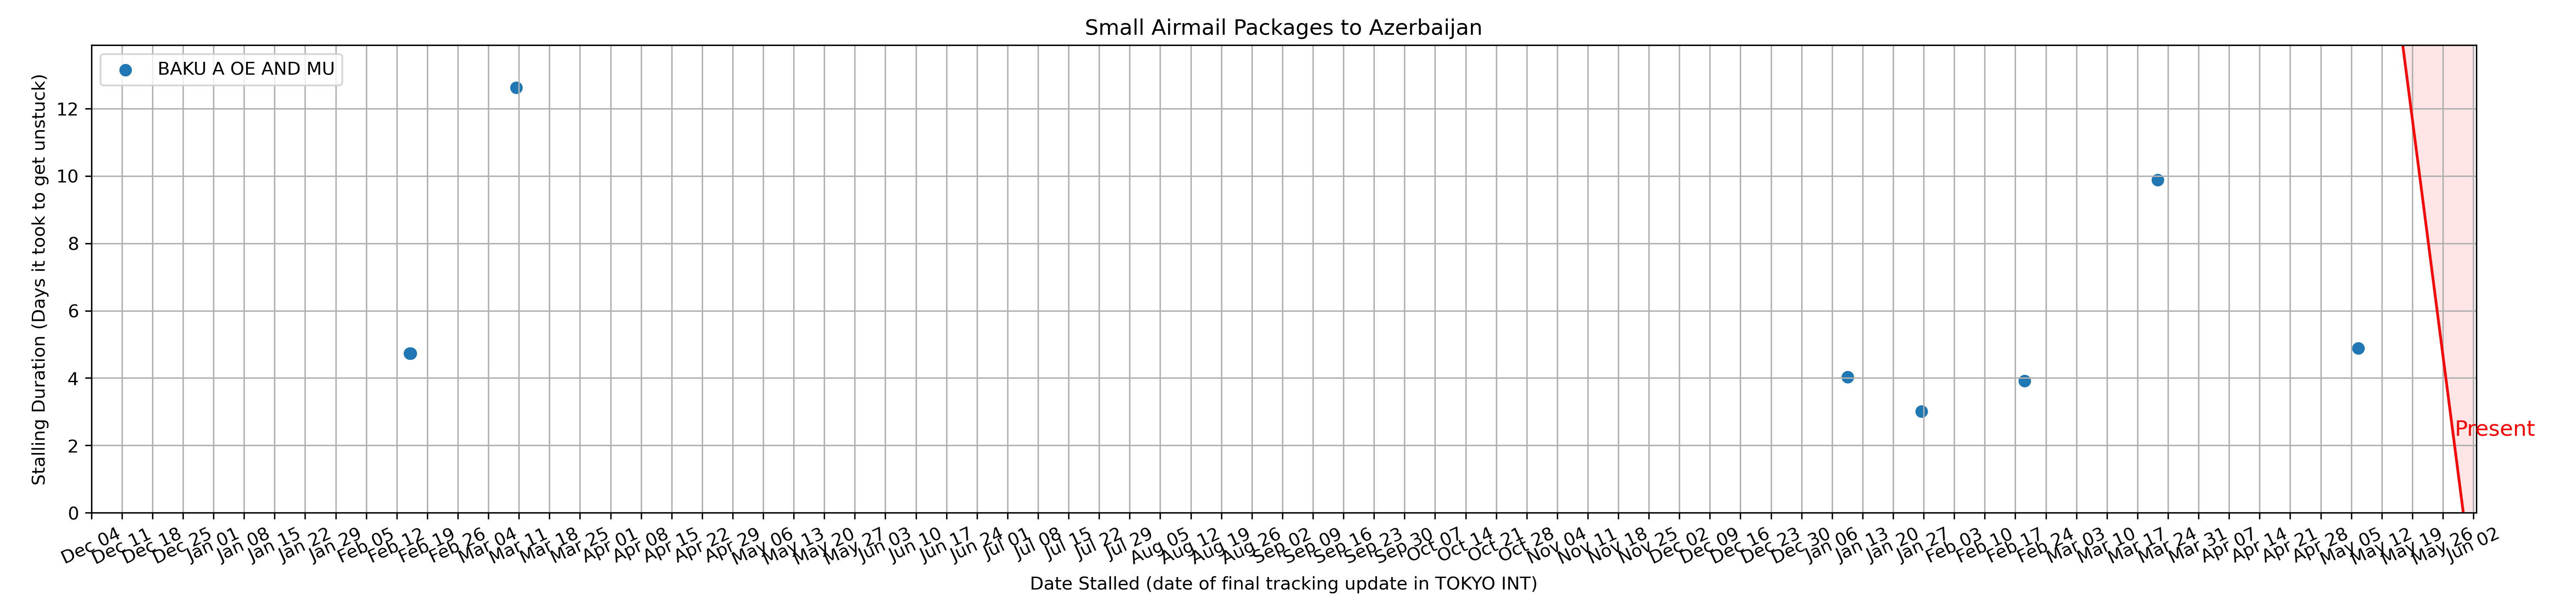 Small Airmail Packages to Azerbaijan
BAKU A OE AND MU
Stalling Duration (Days it took to get unstuck)
12
10
8
6
4
2
0
Present
Dec 04 Dec 11 Dec 18 Dec 25 Jan 01 Jan 08 Jan 15 Jan 22 Jan 29 Feb 05 Feb 12 Feb 19 Feb 26 Mar 04 Mar 11 Mar 18 Mar 25 Apr 01 Apr 08 Apr 15 Apr 22 Apr 29 May 06 May 13 May 20 May 27 Jun 03 Jun 10 Jun 17 Jun 24 Jul 01 Jul 08 Jul 15 Jul 22 Jul 29 Aug 05 Aug 12 Aug 19 Aug 26 Sep 02 Sep 09 Sep 16 Sep 23 Sep 30 Oct 07 Oct 14 Oct 21 Oct 28 Nov 04 Nov 11 Nov 18 Nov 25 Dec 02 Dec 09 Dec 16 Dec 23 Dec 30 Jan 06 Jan 13 Jan 20 Jan 27 Feb 03 Feb 10 Feb 17 Feb 24 Mar 03 Mar 10 Mar 17 Mar 24 Mar 31 Apr 07 Apr 14 Apr 21 Apr 28 May 05 May 12 May 19 May 26 Jun 02
Date Stalled (date of final tracking update in TOKYO INT)